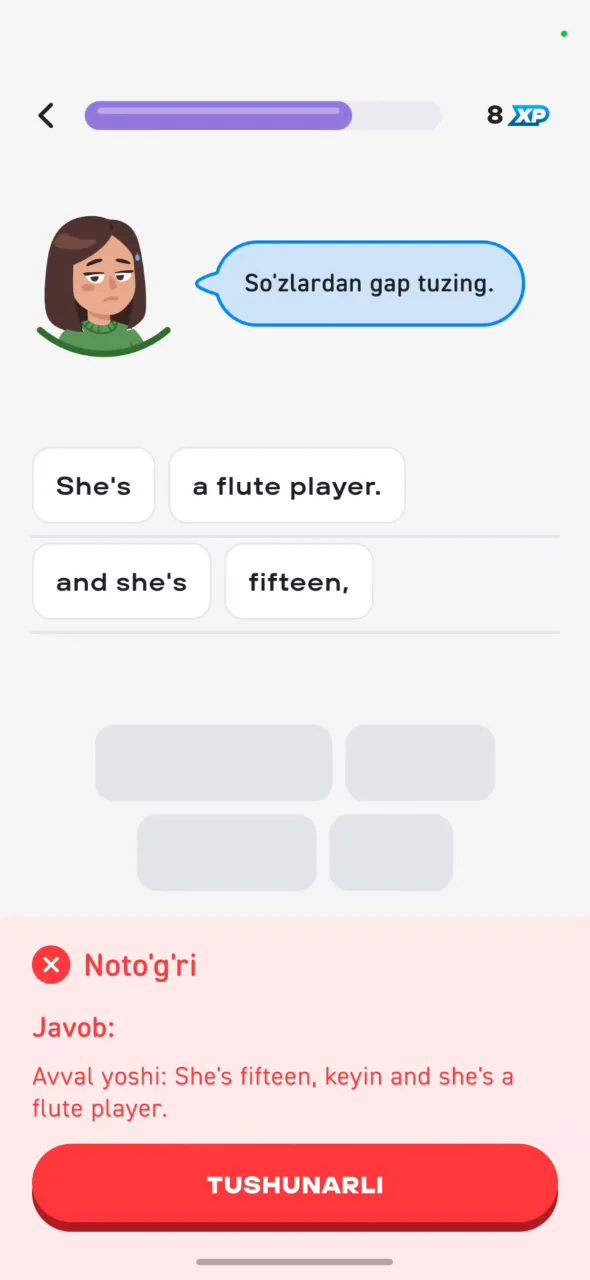 8 XP
So'zlardan gap tuzing.
She's a flute player.
and she's fifteen,
Noto'g'ri
Javob:
Avval yoshi: She's fifteen, keyin and she's a
flute player.
TUSHUNARLI